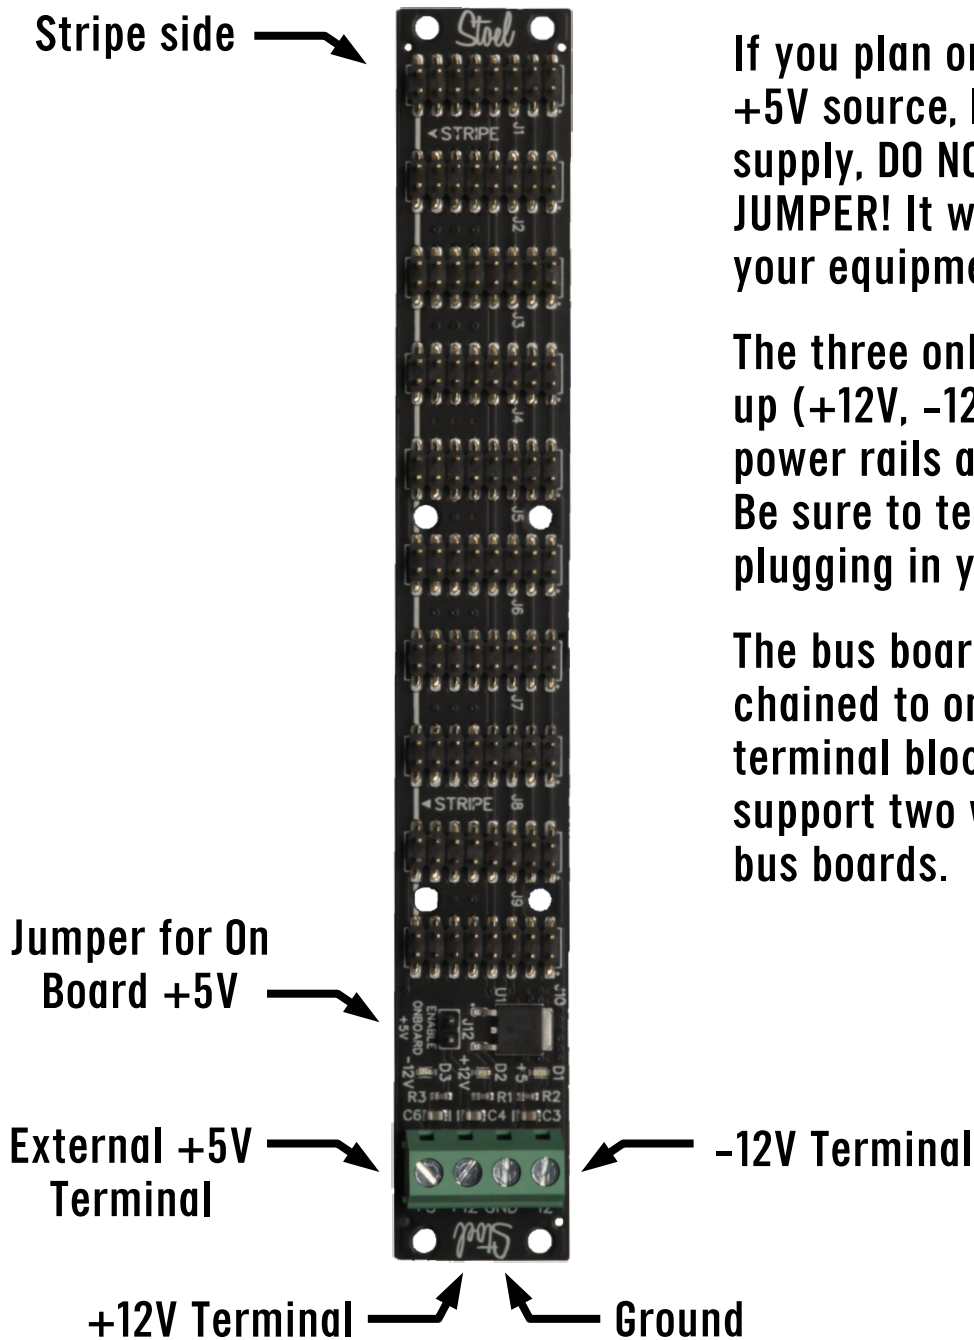 Stripe side
Stoel
◄ STRIPE J1
J2
J3
J4
J5
J6
J7
◄ STRIPE J8
J9
J10
U1
J12
ENABLE
ONBOARD
+5V
-12V D3 +12V D2 +5 D1
R3 R1 R2
C6 C4 C3
GND
Stoel
Jumper for On
Board +5V
External +5V
Terminal
-12V Terminal
+12V Terminal
Ground
If you plan o
+5V source,
supply, DO NO
JUMPER! It w
your equipme
The three onl
up (+12V, -12
power rails a
Be sure to te
plugging in y
The bus boar
chained to o
terminal bloc
support two
bus boards.